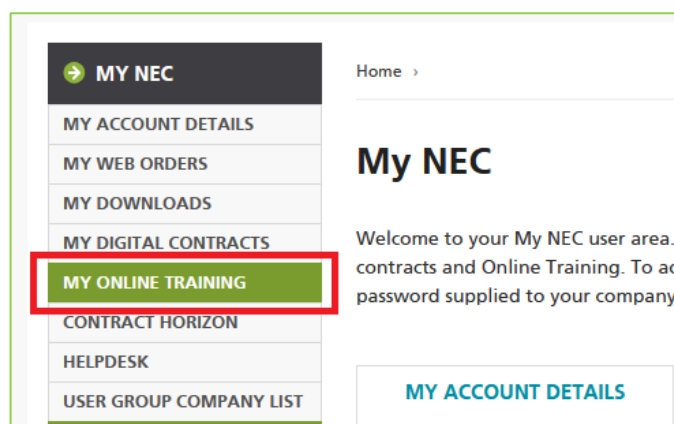 MY NEC
MY ACCOUNT DETAILS
MY WEB ORDERS
MY DOWNLOADS
MY DIGITAL CONTRACTS
MY ONLINE TRAINING
CONTRACT HORIZON
HELPDESK
USER GROUP COMPANY LIST
Home ›
My NEC
Welcome to your My NEC user area.
contracts and Online Training. To
password supplied to your company
MY ACCOUNT DETAILS